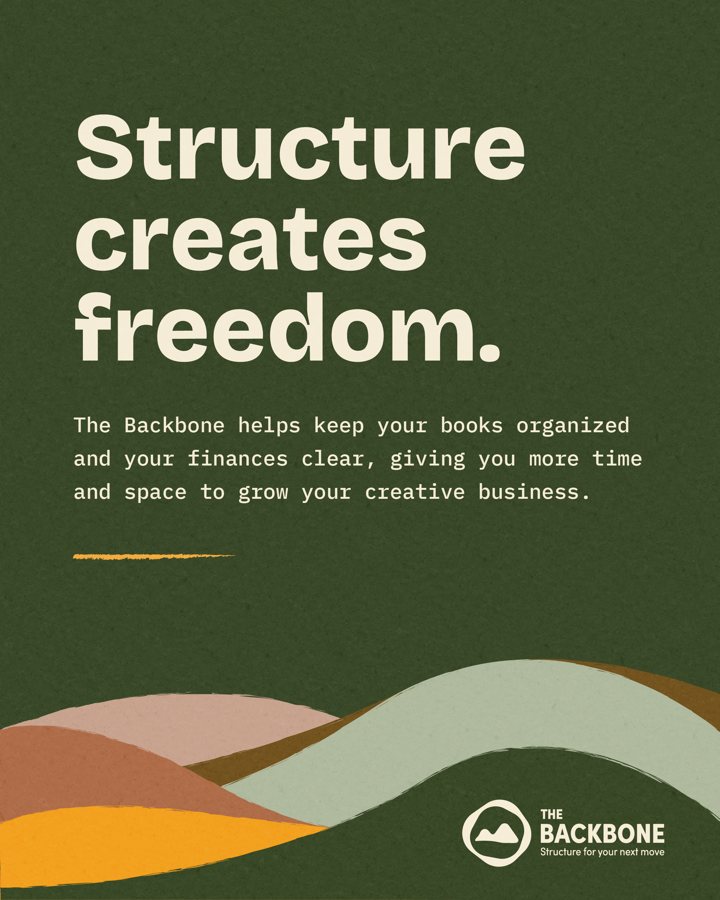 Structure
creates
freedom.
The Backbone helps keep your books organized
and your finances clear, giving you more time
and space to grow your creative business.
THE
BACKBONE
Structure for your next move